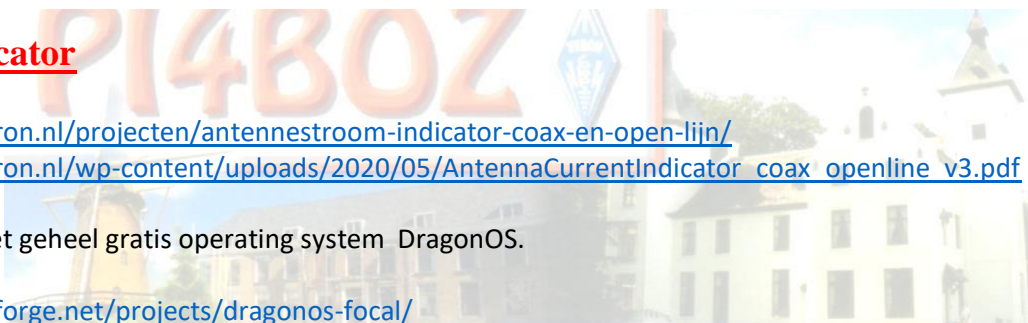 PI4BOZ
cator
ron.nl/projecten/antennestroom-indicator-coax-en-open-lijn/
ron.nl/wp-content/uploads/2020/05/AntennaCurrentIndicator_coax_openline_v3.pdf
et geheel gratis operating system DragonOS.
forge.net/projects/dragonos-focal/